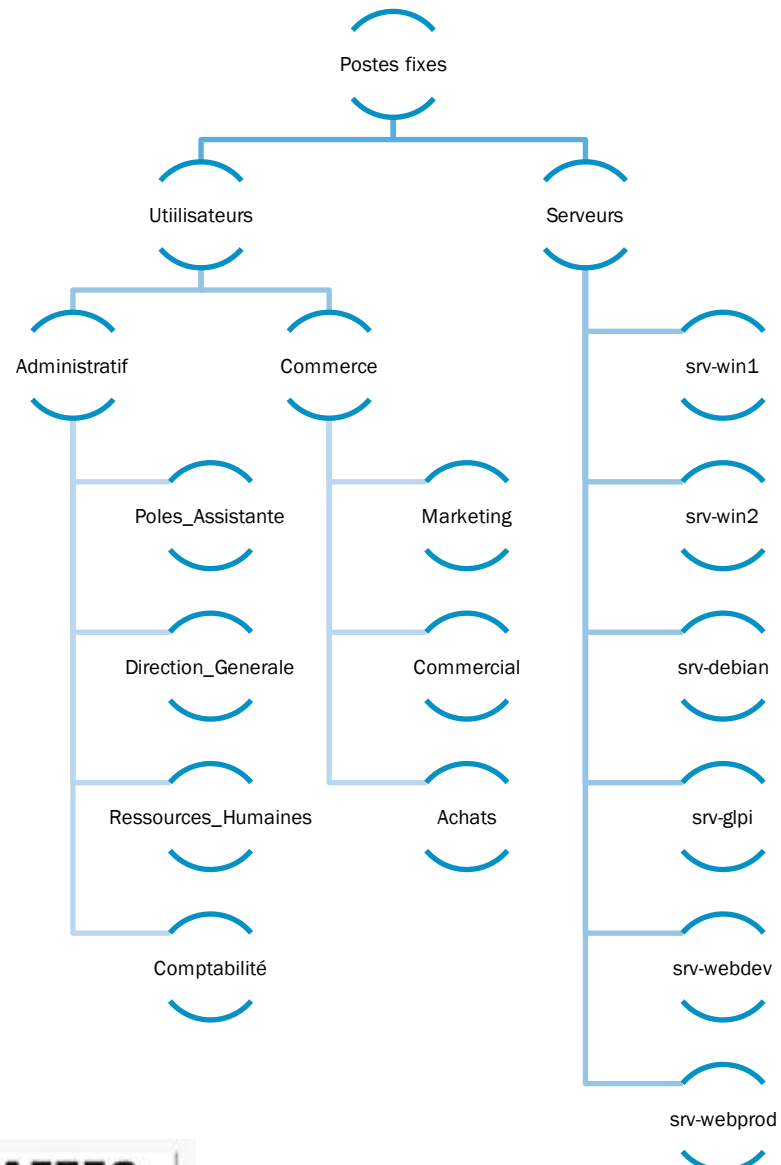 Postes fixes
Utiilisateurs
Serveurs
Administratif
Commerce
srv-win1
Poles_Assistante
Marketing
srv-win2
Direction_Generale
Commercial
srv-debian
Ressources_Humaines
Achats
srv-glpi
Comptabilité
srv-webdev
srv-webprod